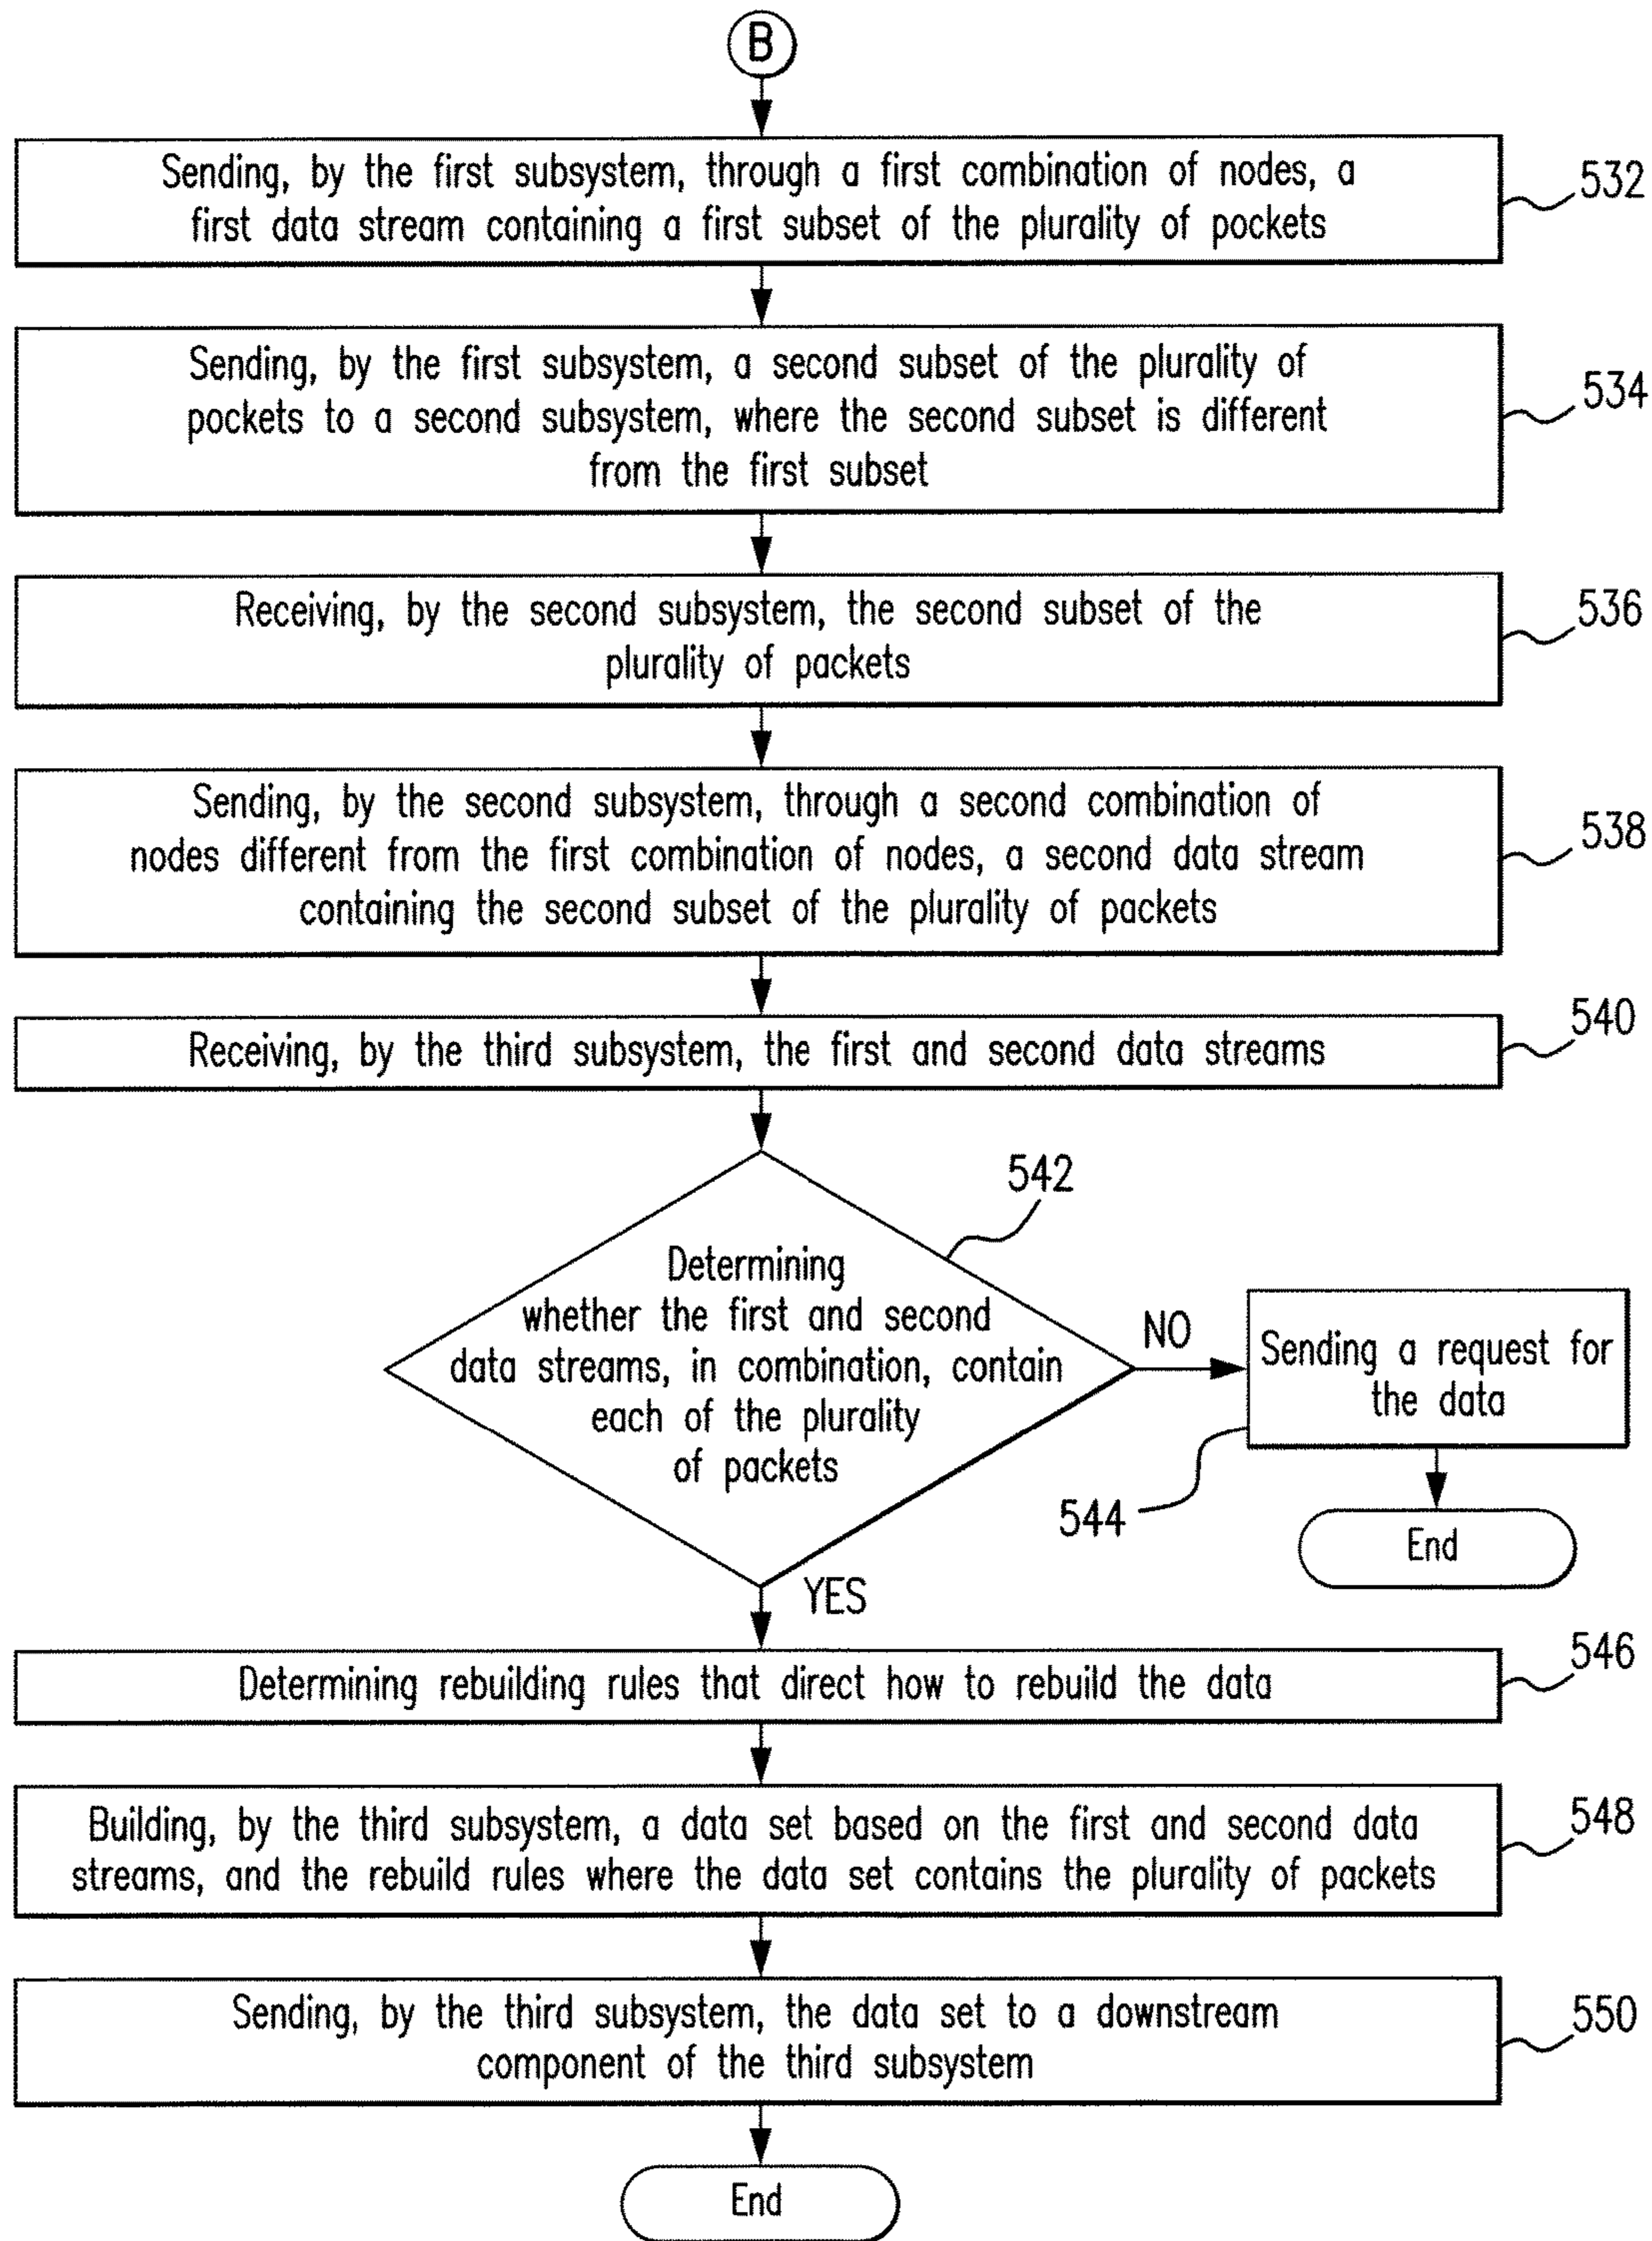 B
Sending, by the first subsystem, through a first combination of nodes, a
first data stream containing a first subset of the plurality of pockets
532
Sending, by the first subsystem, a second subset of the plurality of
pockets to a second subsystem, where the second subset is different
from the first subset
534
Receiving, by the second subsystem, the second subset of the
plurality of packets
536
Sending, by the second subsystem, through a second combination of
nodes different from the first combination of nodes, a second data stream
containing the second subset of the plurality of packets
538
Receiving, by the third subsystem, the first and second data streams
540
542
Determining
whether the first and second
data streams, in combination, contain
each of the plurality
of packets
NO
Sending a request for
the data
544
End
YES
Determining rebuilding rules that direct how to rebuild the data
546
Building, by the third subsystem, a data set based on the first and second data
streams, and the rebuild rules where the data set contains the plurality of packets
548
Sending, by the third subsystem, the data set to a downstream
component of the third subsystem
550
End